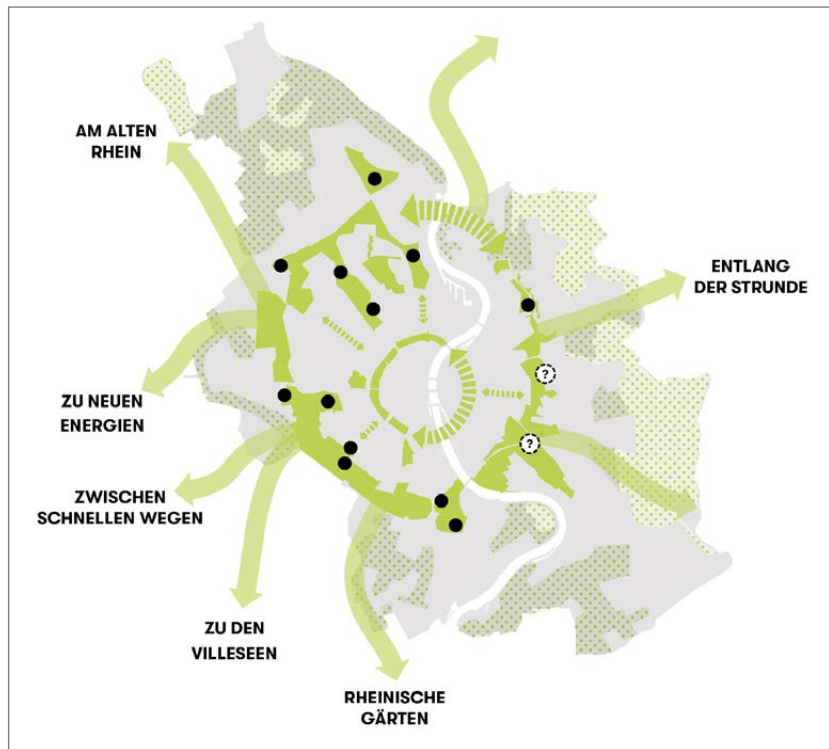 AM ALTEN
RHEIN
ENTLANG
DER STRUNDE
?
ZU NEUEN
ENERGIEN
?
ZWISCHEN
SCHNELLEN WEGEN
ZU DEN
VILLESEEN
RHEINISCHE
GÄRTEN